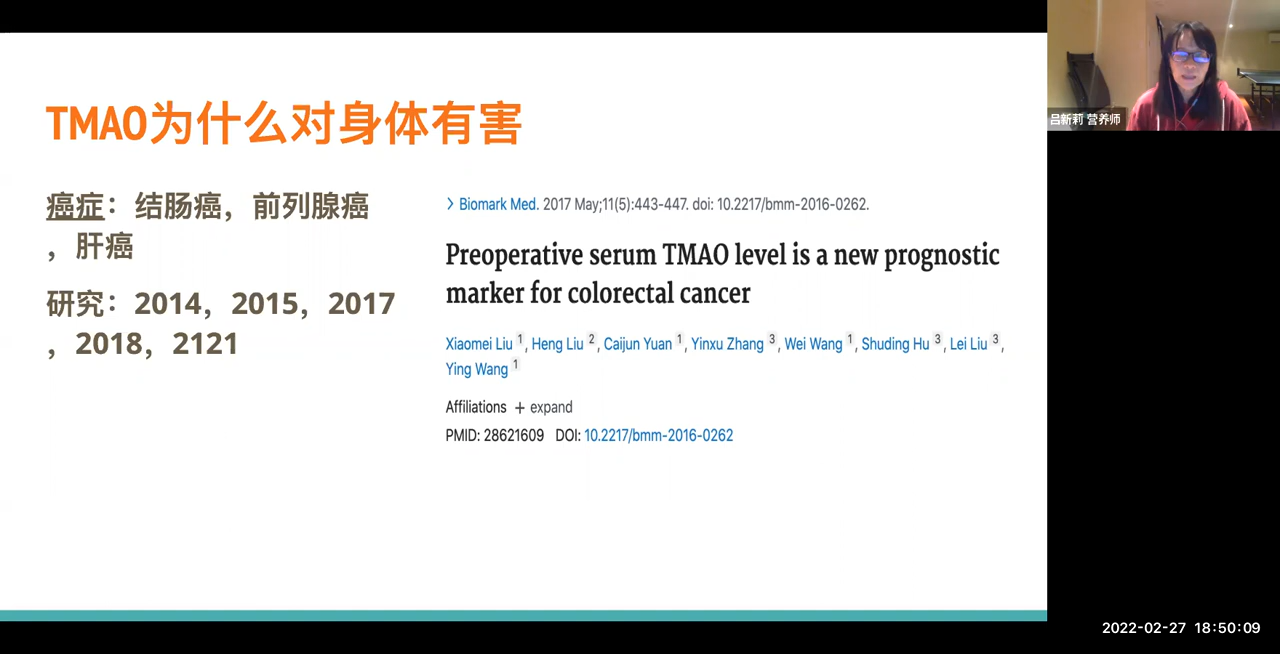 TMAO为什么对身体有害
癌症：结肠癌，前列腺癌
，肝癌
研究：2014，2015，2017
，2018，2121
> Biomark Med. 2017 May;11(5):443-447. doi: 10.2217/bmm-2016-0262.
Preoperative serum TMAO level is a new prognostic
marker for colorectal cancer
Xiaomei Liu 1, Heng Liu 2, Caijun Yuan 1, Yinxu Zhang 3, Wei Wang 1, Shuding Hu 3, Lei Liu 3,
Ying Wang 1
Affiliations + expand
PMID: 28621609 DOI: 10.2217/bmm-2016-0262
吕新莉 营养师
2022-02-27 18:50:09